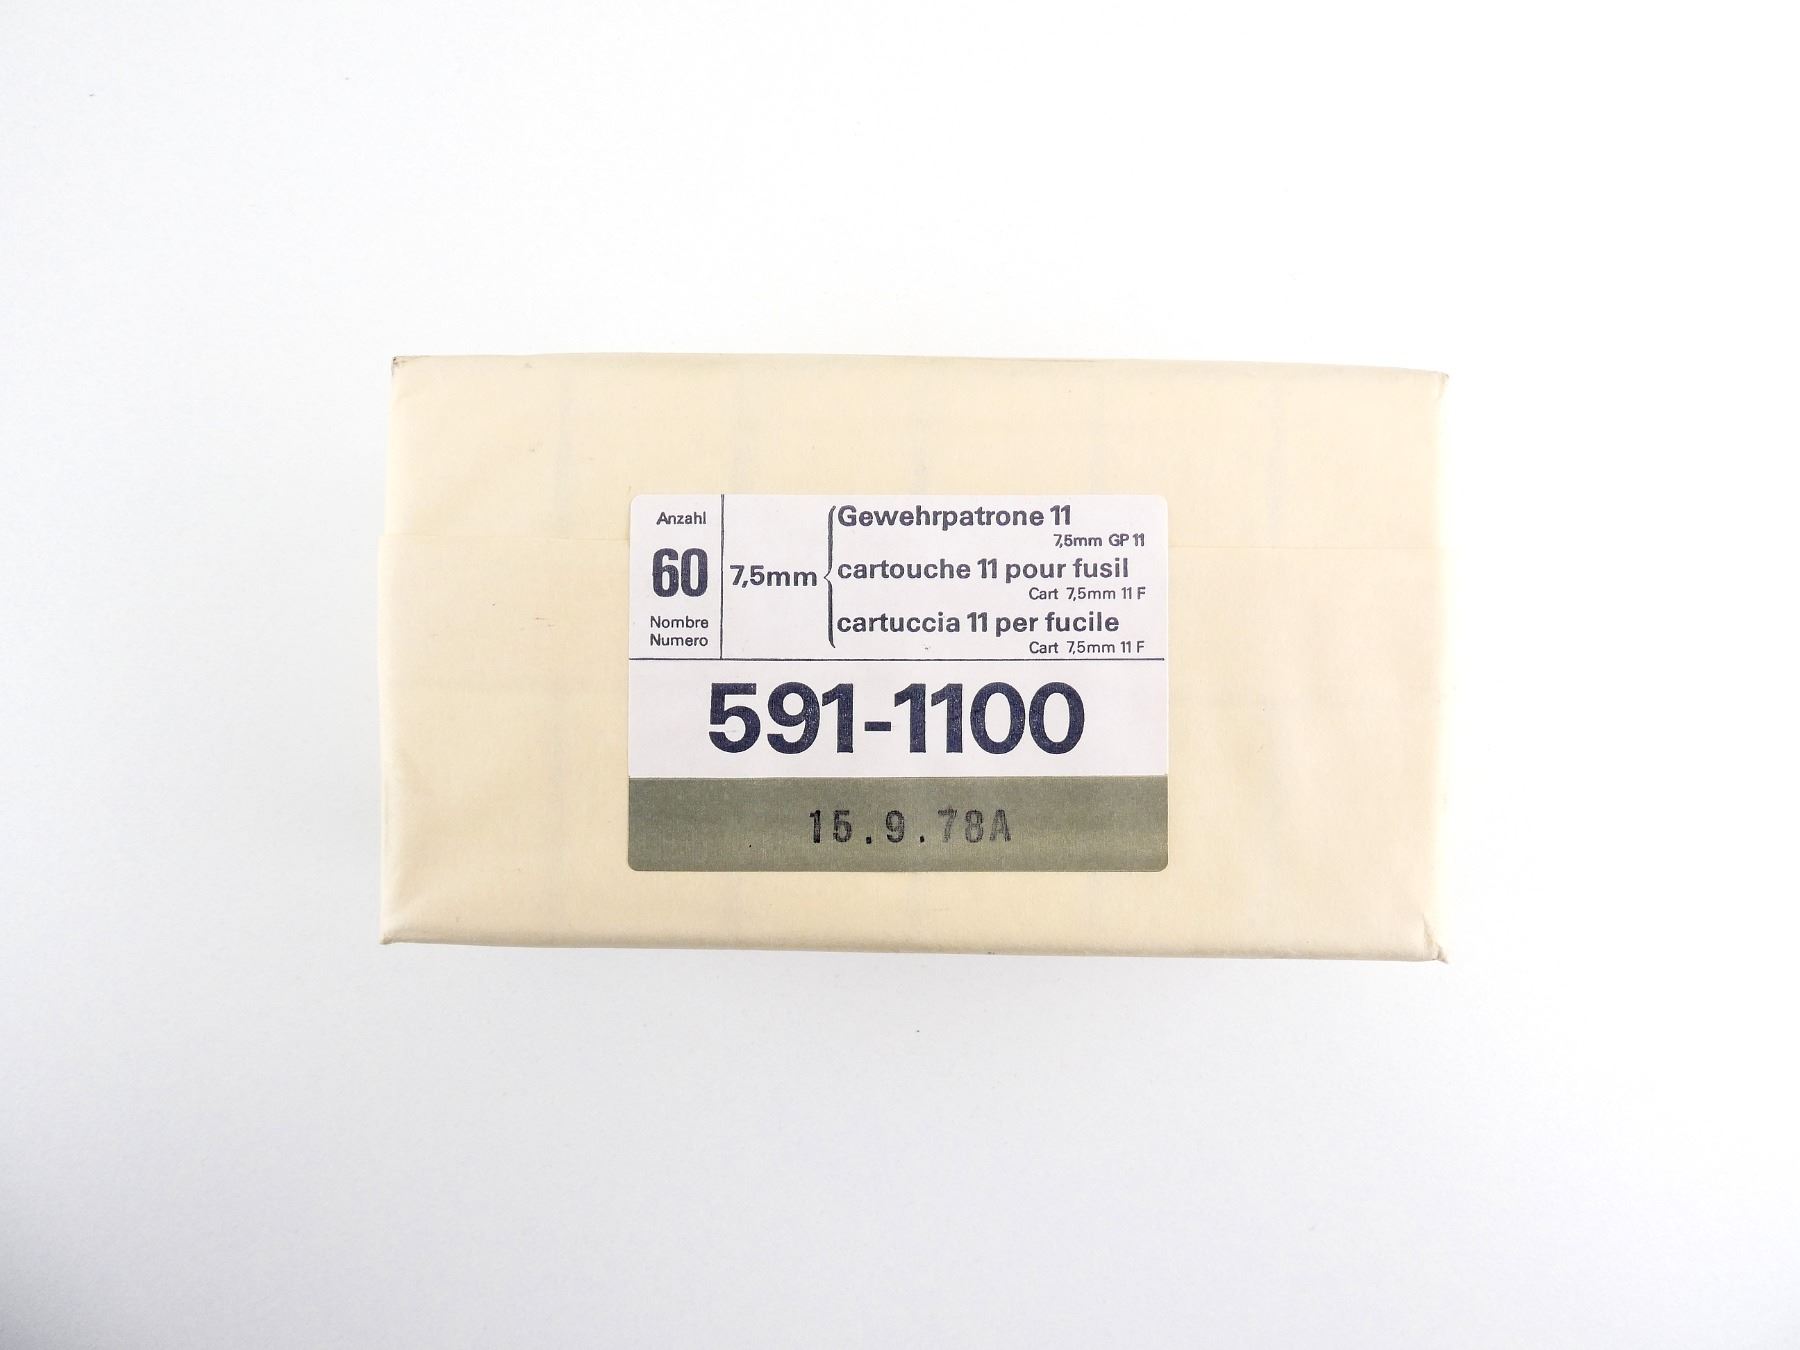 Anzahl
60
Nombre
Numero
7,5mm
Gewehrpatrone 11
7,5mm GP 11
cartouche 11 pour fusil
Cart 7,5mm 11 F
cartuccia 11 per fucile
Cart 7,5mm 11 F
591-1100
15.9.78A